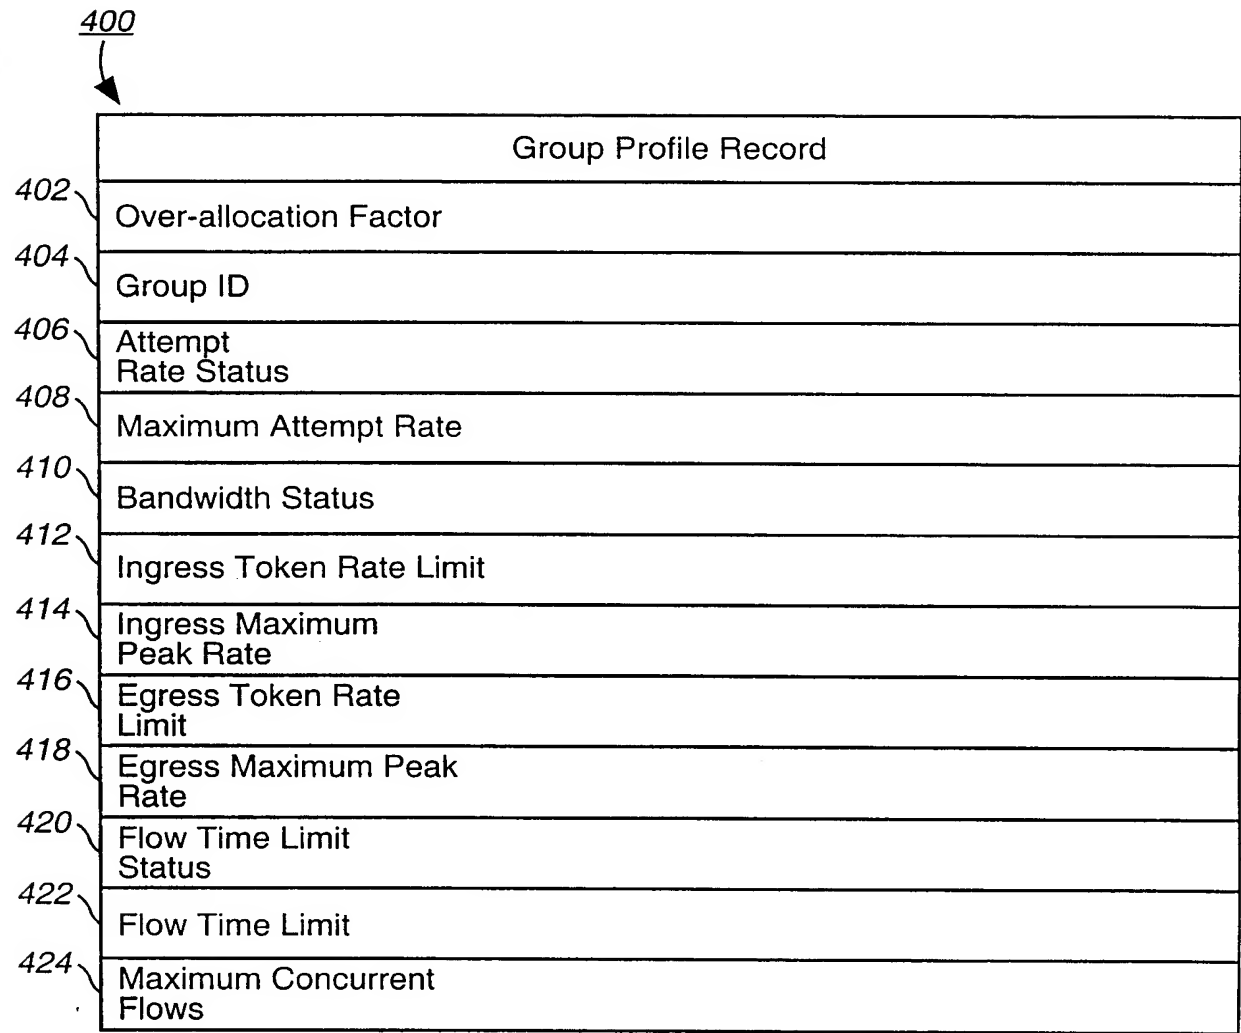 400
Group Profile Record
402
Over-allocation Factor
404
Group ID
406
Attempt
Rate Status
408
Maximum Attempt Rate
410
Bandwidth Status
412
Ingress Token Rate Limit
414
Ingress Maximum
Peak Rate
416
Egress Token Rate
Limit
418
Egress Maximum Peak
Rate
420
Flow Time Limit
Status
422
Flow Time Limit
424
Maximum Concurrent
Flows